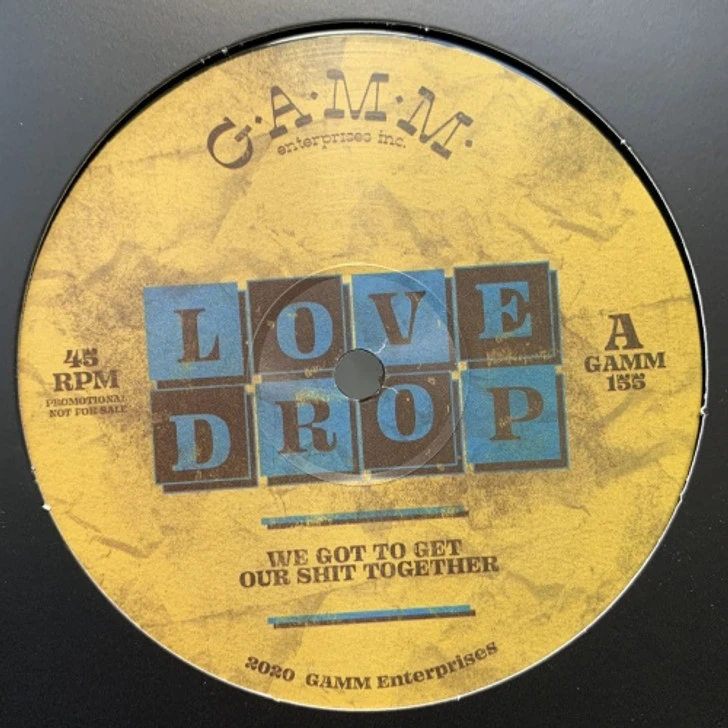 G·A·M·M·
enterprises inc.
LOVE
DROP
45
RPM
PROMOTIONAL
NOT FOR SALE
A
GAMM
155
WE GOT TO GET
OUR SHIT TOGETHER
2020 GAMM Enterprises